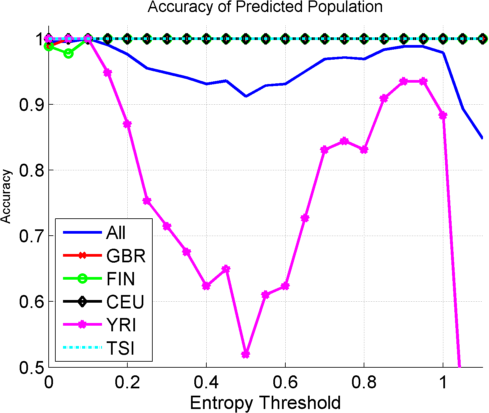 Accuracy of Predicted Population
1
0.9
0.8
0.7
0.6
0.5
Accuracy
All
GBR
FIN
CEU
YRI
TSI
0 0.2 0.4 0.6 0.8 1
Entropy Threshold